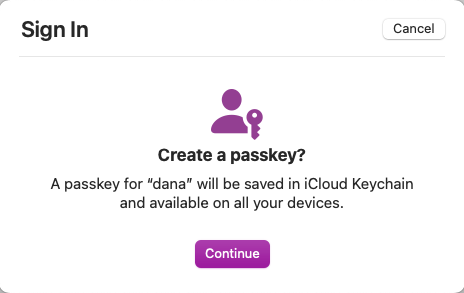 Sign In
Cancel
Create a passkey?
A passkey for “dana” will be saved in iCloud Keychain
and available on all your devices.
Continue